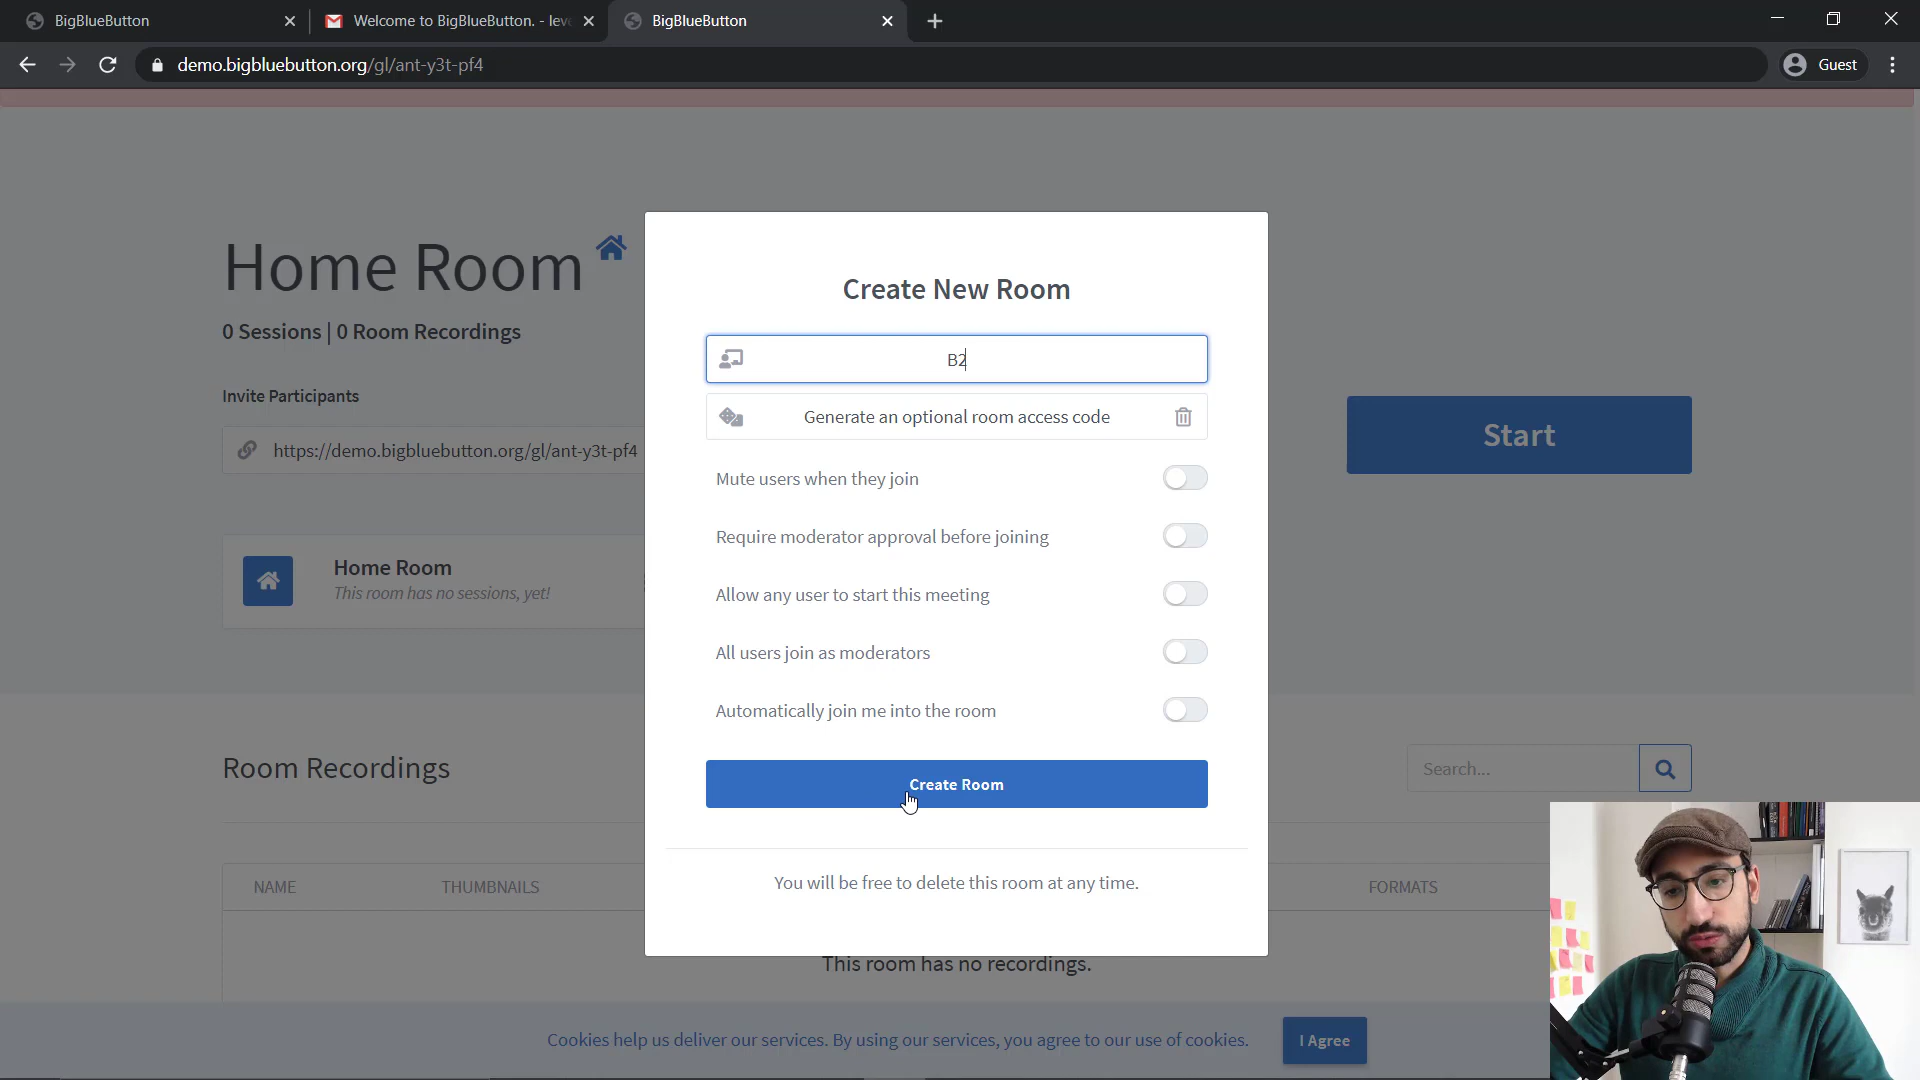 BigBlueButton
Welcome to BigBlueButton. - lev
BigBlueButton
demo.bigbluebutton.org/gl/ant-y3t-pf4
Guest
Home Room
0 Sessions | 0 Room Recordings
Invite Participants
https://demo.bigbluebutton.org/gl/ant-y3t-pf4
Start
Home Room
This room has no sessions, yet!
Create New Room
B2
Generate an optional room access code
Mute users when they join
Require moderator approval before joining
Allow any user to start this meeting
All users join as moderators
Automatically join me into the room
Create Room
You will be free to delete this room at any time.
Room Recordings
Search...
NAME
THUMBNAILS
FORMATS
This room has no recordings.
Cookies help us deliver our services. By using our services, you agree to our use of cookies.
I Agree